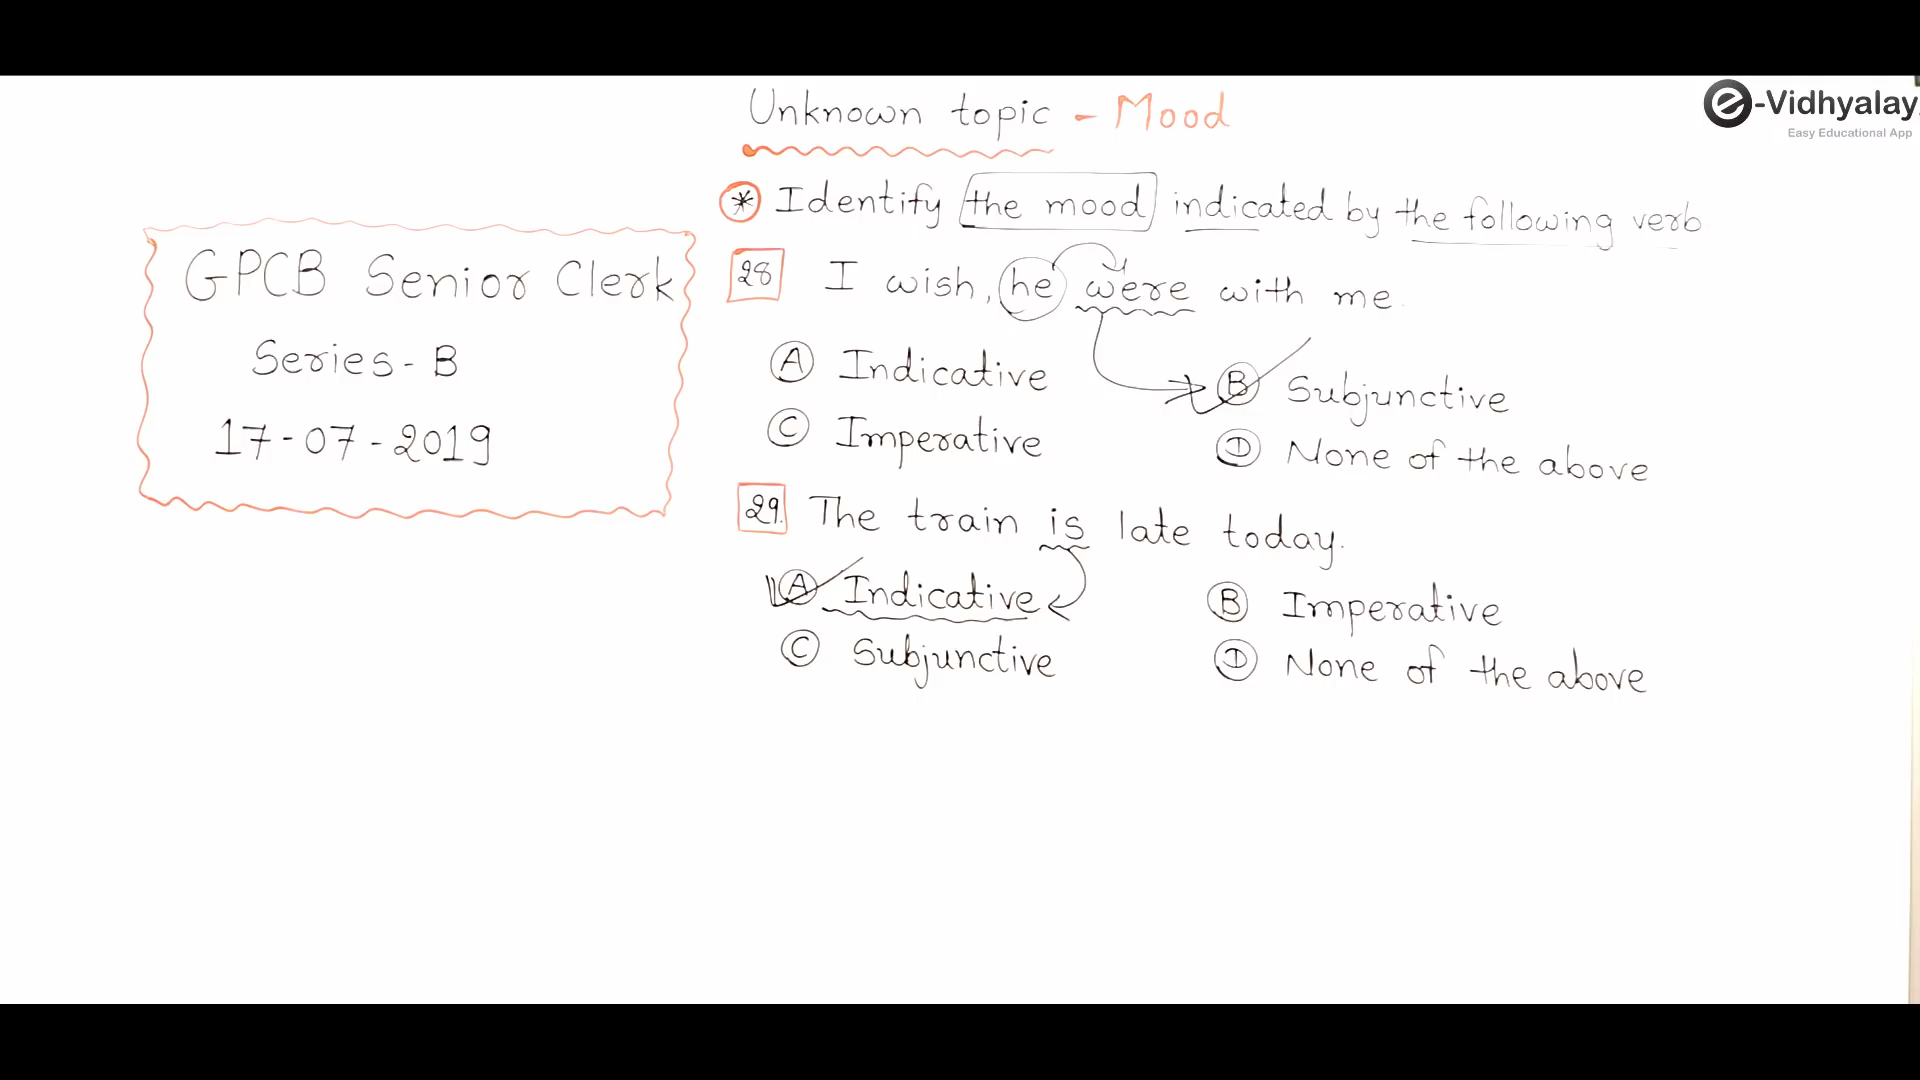 e-Vidhyalay
Easy Educational App
Unknown topic - Mood
* Identify the mood indicated by the following verb
GPCB Senior Clerk
Series - B
17-07-2019
28 I wish, he were with me.
A Indicative
B Subjunctive
C Imperative
D None of the above
29. The train is late today.
A Indicative
B Imperative
C Subjunctive
D None of the above